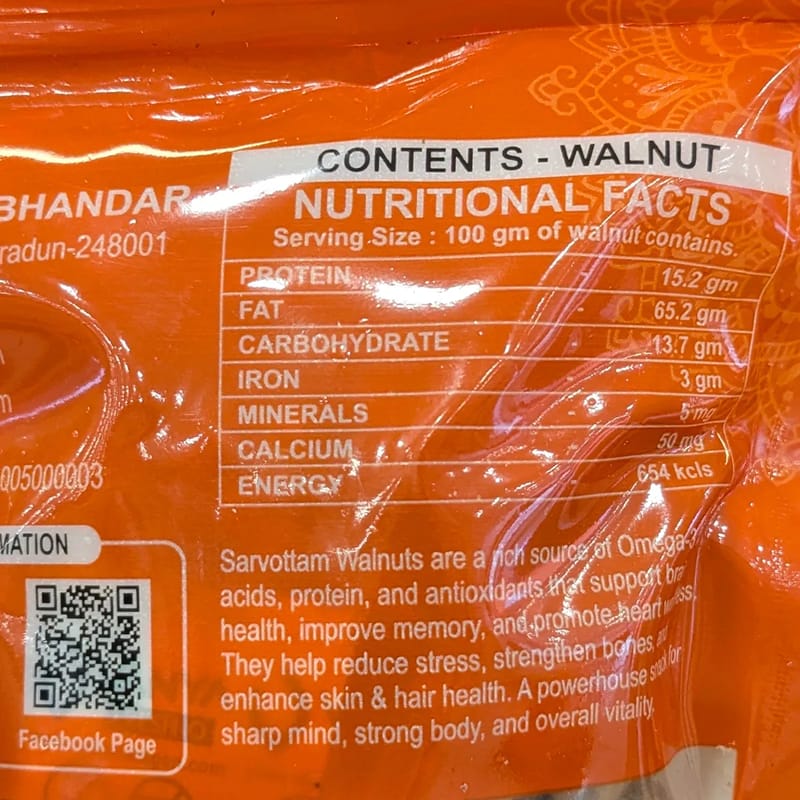 BHANDAR
radun-248001
005000003
MATION
Facebook Page
CONTENTS - WALNUT
NUTRITIONAL FACTS
Serving Size : 100 gm of walnut contains.
PROTEIN 15.2 gm
FAT - 65.2 gm
CARBOHYDRATE - 13.7 gm
IRON - 3 gm
MINERALS - 5 mg
CALCIUM - 50 mg
ENERGY - 654 kcls
Sarvottam Walnuts are a rich source of Omega-3
acids, protein, and antioxidants that support
health, improve memory, and promote heart
They help reduce stress, strengthen bones,
enhance skin & hair health. A powerhouse for
sharp mind, strong body, and overall vitality.